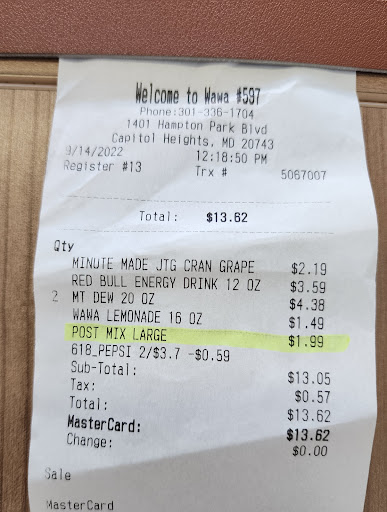 Welcome to Wawa #597
Phone:301-336-1704
1401 Hampton Park Blvd
Capitol Heights, MD 20743
9/14/2022 12:18:50 PM
Register #13 Trx # 5067007
Total: $13.62
Qty
MINUTE MADE JTG CRAN GRAPE $2.19
RED BULL ENERGY DRINK 12 OZ $3.59
2 MT DEW 20 OZ $4.38
WAWA LEMONADE 16 OZ $1.49
POST MIX LARGE $1.99
618_PEPSI 2/$3.7 -$0.59
Sub-Total: $13.05
Tax: $0.57
Total: $13.62
MasterCard: $13.62
Change: $0.00
Sale
MasterCard